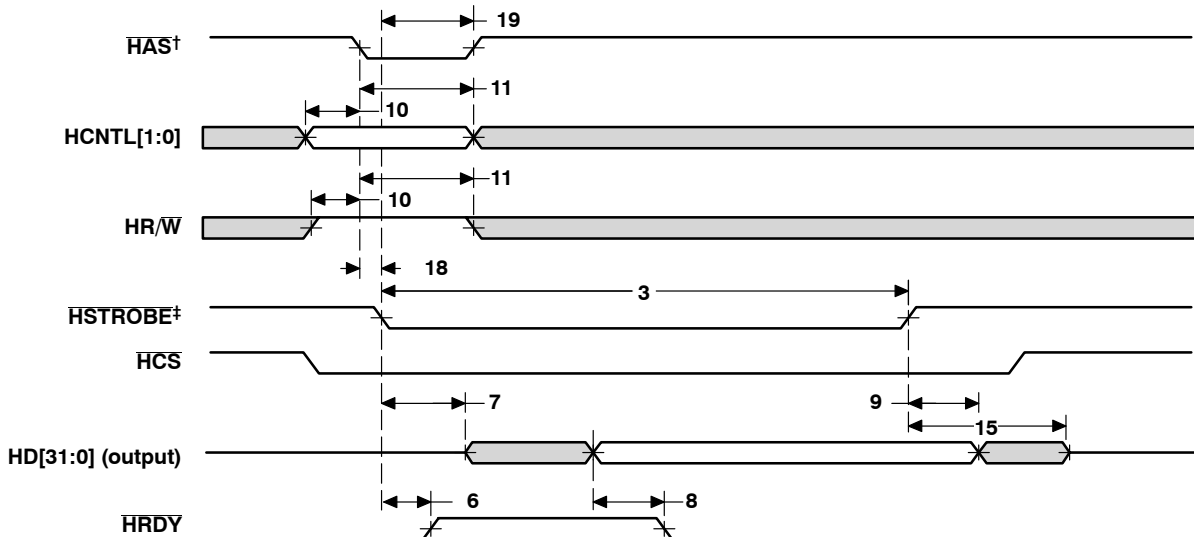 19
HAS†
11
10
HCNTL[1:0]
11
10
HR/W
18
3
HSTROBE‡
HCS
7
9
15
HD[31:0] (output)
6
8
HRDY